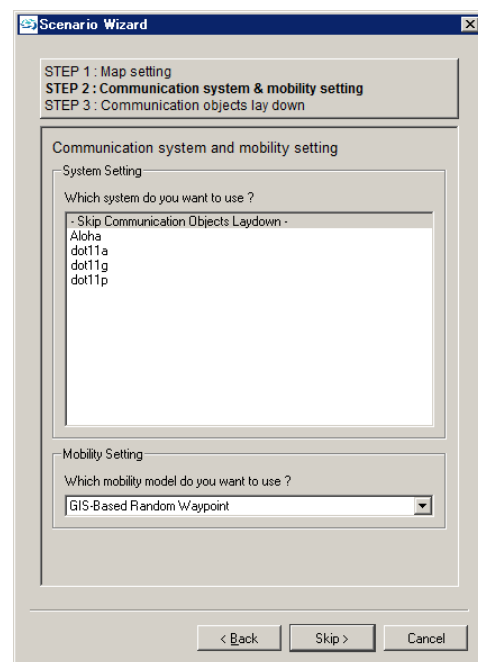 Scenario Wizard
STEP 1 : Map setting
STEP 2 : Communication system & mobility setting
STEP 3 : Communication objects lay down
Communication system and mobility setting
System Setting
Which system do you want to use ?
- Skip Communication Objects Laydown -
Aloha
dot11a
dot11g
dot11p
Mobility Setting
Which mobility model do you want to use ?
GIS-Based Random Waypoint
< Back
Skip >
Cancel